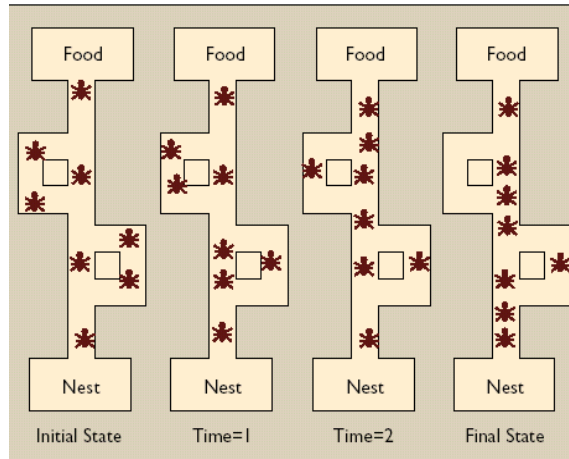 Food Food Food Food
Nest Nest Nest Nest
Initial State Time=1 Time=2 Final State